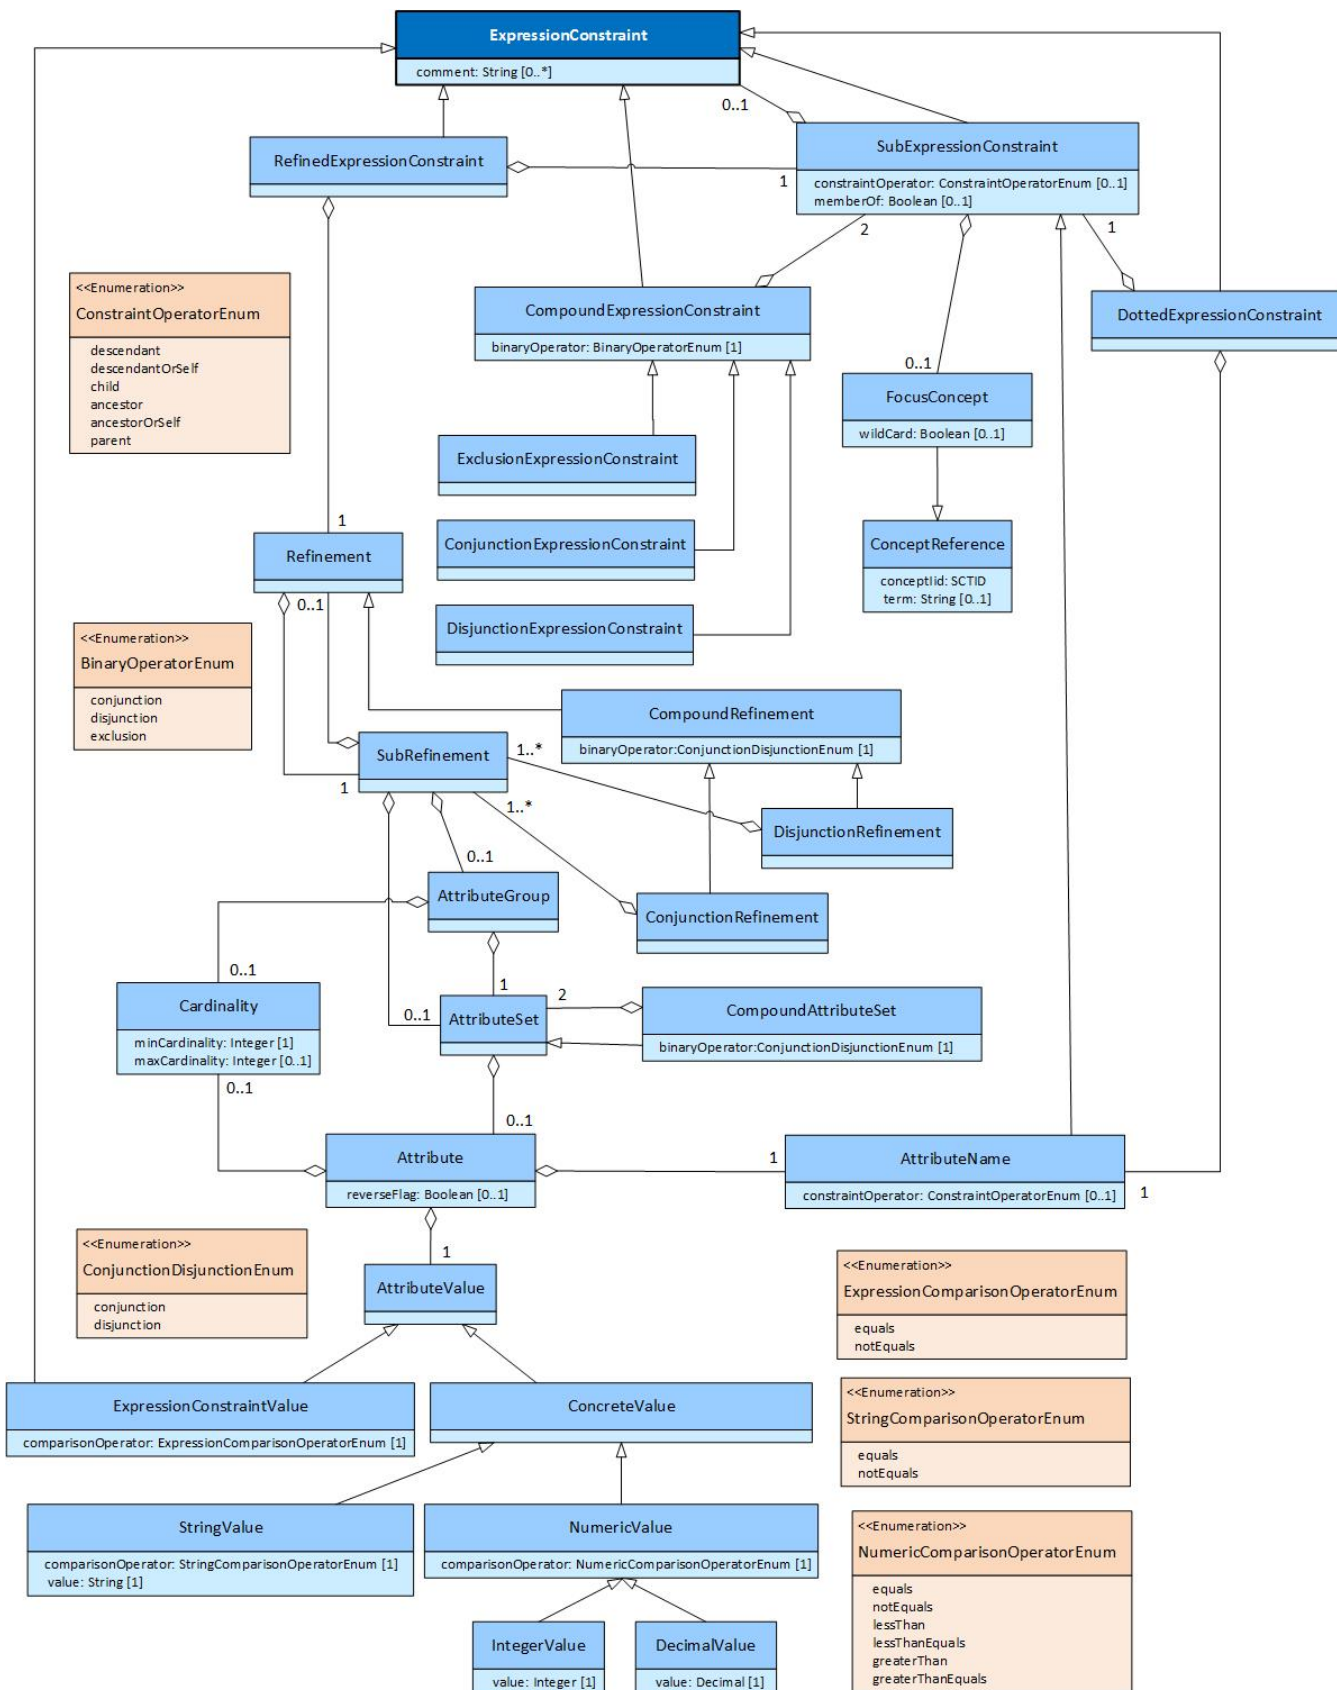 ExpressionConstraint
comment: String [0..*]
0..1
RefinedExpressionConstraint
SubExpressionConstraint
constraintOperator: ConstraintOperatorEnum [0..1]
memberOf: Boolean [0..1]
1
2
1
<<Enumeration>>
ConstraintOperatorEnum
descendant
descendantOrSelf
child
ancestor
ancestorOrSelf
parent
CompoundExpressionConstraint
binaryOperator: BinaryOperatorEnum [1]
DottedExpressionConstraint
0..1
FocusConcept
wildCard: Boolean [0..1]
ExclusionExpressionConstraint
ConjunctionExpressionConstraint
DisjunctionExpressionConstraint
ConceptReference
conceptIid: SCTID
term: String [0..1]
1
Refinement
0..1
<<Enumeration>>
BinaryOperatorEnum
conjunction
disjunction
exclusion
CompoundRefinement
binaryOperator:ConjunctionDisjunctionEnum [1]
SubRefinement
1..*
1
1..*
DisjunctionRefinement
0..1
AttributeGroup
ConjunctionRefinement
0..1
Cardinality
minCardinality: Integer [1]
maxCardinality: Integer [0..1]
0..1
1
2
0..1
AttributeSet
CompoundAttributeSet
binaryOperator:ConjunctionDisjunctionEnum [1]
0..1
Attribute
reverseFlag: Boolean [0..1]
1
AttributeName
constraintOperator: ConstraintOperatorEnum [0..1]
1
<<Enumeration>>
ConjunctionDisjunctionEnum
conjunction
disjunction
1
AttributeValue
<<Enumeration>>
ExpressionComparisonOperatorEnum
equals
notEquals
ExpressionConstraintValue
comparisonOperator: ExpressionComparisonOperatorEnum [1]
ConcreteValue
<<Enumeration>>
StringComparisonOperatorEnum
equals
notEquals
StringValue
comparisonOperator: StringComparisonOperatorEnum [1]
value: String [1]
NumericValue
comparisonOperator: NumericComparisonOperatorEnum [1]
<<Enumeration>>
NumericComparisonOperatorEnum
equals
notEquals
lessThan
lessThanEquals
greaterThan
greaterThanEquals
IntegerValue
value: Integer [1]
DecimalValue
value: Decimal [1]